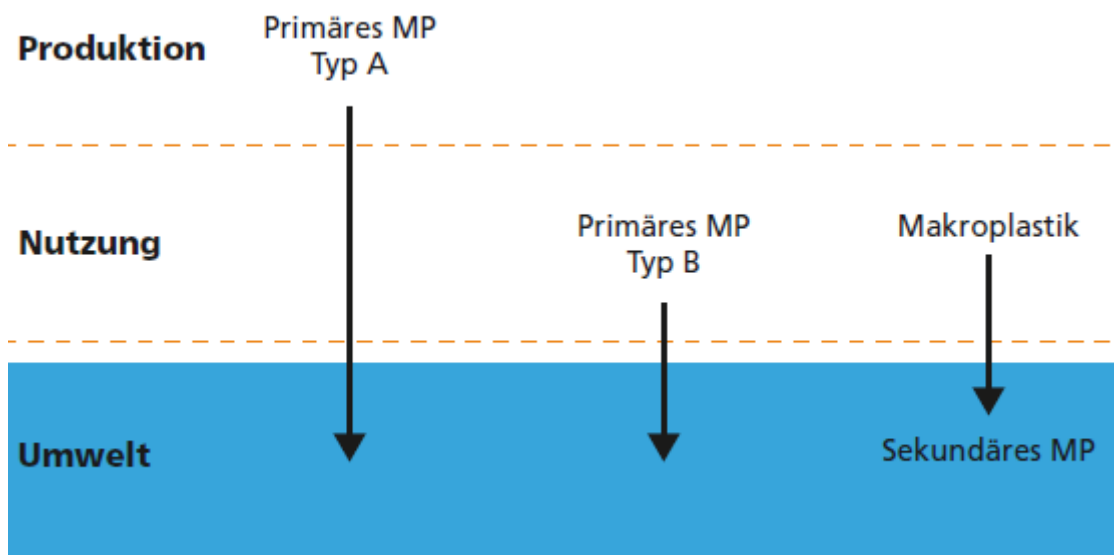 Produktion
Primäres MP
Typ A
Nutzung
Primäres MP
Typ B
Makroplastik
Umwelt
Sekundäres MP